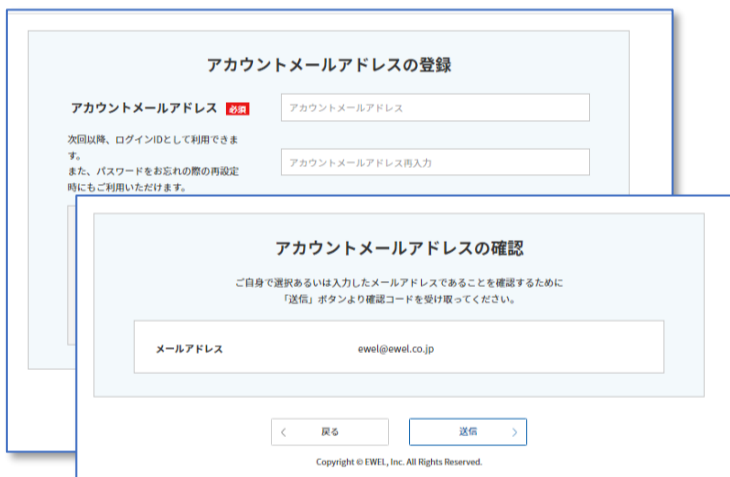 アカウントメールアドレスの登録
アカウントメールアドレス 必須
アカウントメールアドレス
次回以降、ログインIDとして利用できま
す。
また、パスワードをお忘れの際の再設定
時にもご利用いただけます。
アカウントメールアドレス再入力
アカウントメールアドレスの確認
ご自身で選択あるいは入力したメールアドレスであることを確認するために
「送信」ボタンより確認コードを受け取ってください。
メールアドレス ewel@ewel.co.jp
戻る
送信
Copyright © EWEL, Inc. All Rights Reserved.